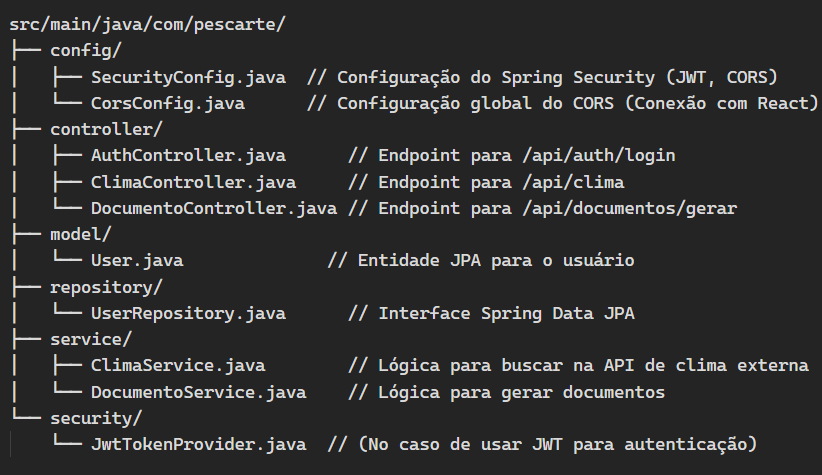 src/main/java/com/pescarte/
├── config/
│   ├── SecurityConfig.java  // Configuração do Spring Security (JWT, CORS)
│   └── CorsConfig.java      // Configuração global do CORS (Conexão com React)
├── controller/
│   ├── AuthController.java      // Endpoint para /api/auth/login
│   ├── ClimaController.java     // Endpoint para /api/clima
│   └── DocumentoController.java // Endpoint para /api/documentos/gerar
├── model/
│   └── User.java              // Entidade JPA para o usuário
├── repository/
│   └── UserRepository.java      // Interface Spring Data JPA
├── service/
│   ├── ClimaService.java        // Lógica para buscar na API de clima externa
│   └── DocumentoService.java    // Lógica para gerar documentos
└── security/
    └── JwtTokenProvider.java  // (No caso de usar JWT para autenticação)